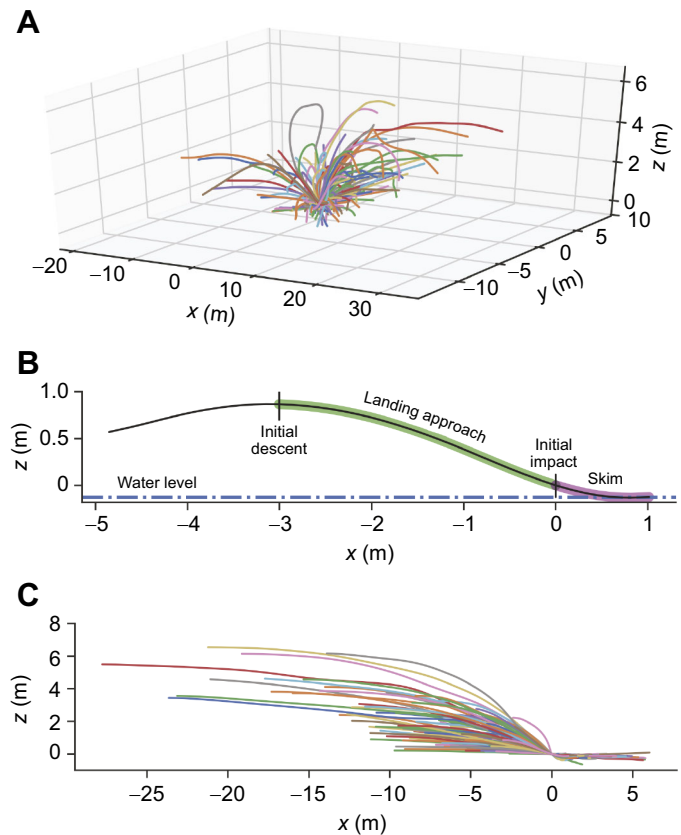 A
6
4
2
0
z (m)
10
5
0
–5
–10
y (m)
–20
–10
0
10
20
30
x (m)
B
1.0
0.5
0
z (m)
Landing approach
Initial
descent
Initial
impact
Skim
Water level
–5
–4
–3
–2
–1
0
1
x (m)
C
8
6
4
2
0
z (m)
–25
–20
–15
–10
–5
0
5
x (m)